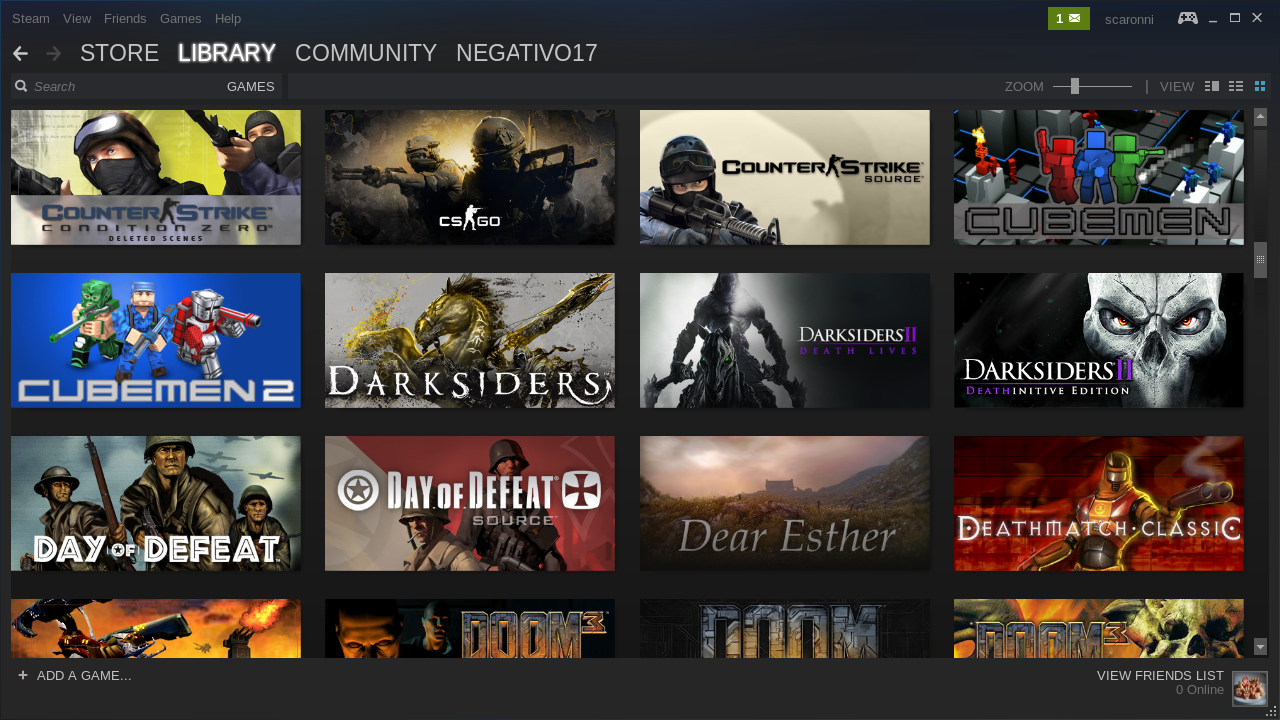 Steam View Friends Games Help
1
scaronni
STORE LIBRARY COMMUNITY NEGATIVO17
Search
GAMES
ZOOM
VIEW
COUNTER STRIKE™
CONDITION ZERO
DELETED SCENES
CS GO
COUNTER STRIKE™
SOURCE
CUBEMEN
CUBEMEN 2
DARKSIDERS™
DARKSIDERS II
DEATH LIVES
DARKSIDERS II
DEATHINITIVE EDITION
DAY OF DEFEAT
DAY OF DEFEAT®
SOURCE
Dear Esther
DEATHMATCH·CLASSIC
DOOM 3
DOOM
DOOM 3
+ ADD A GAME...
VIEW FRIENDS LIST
0 Online